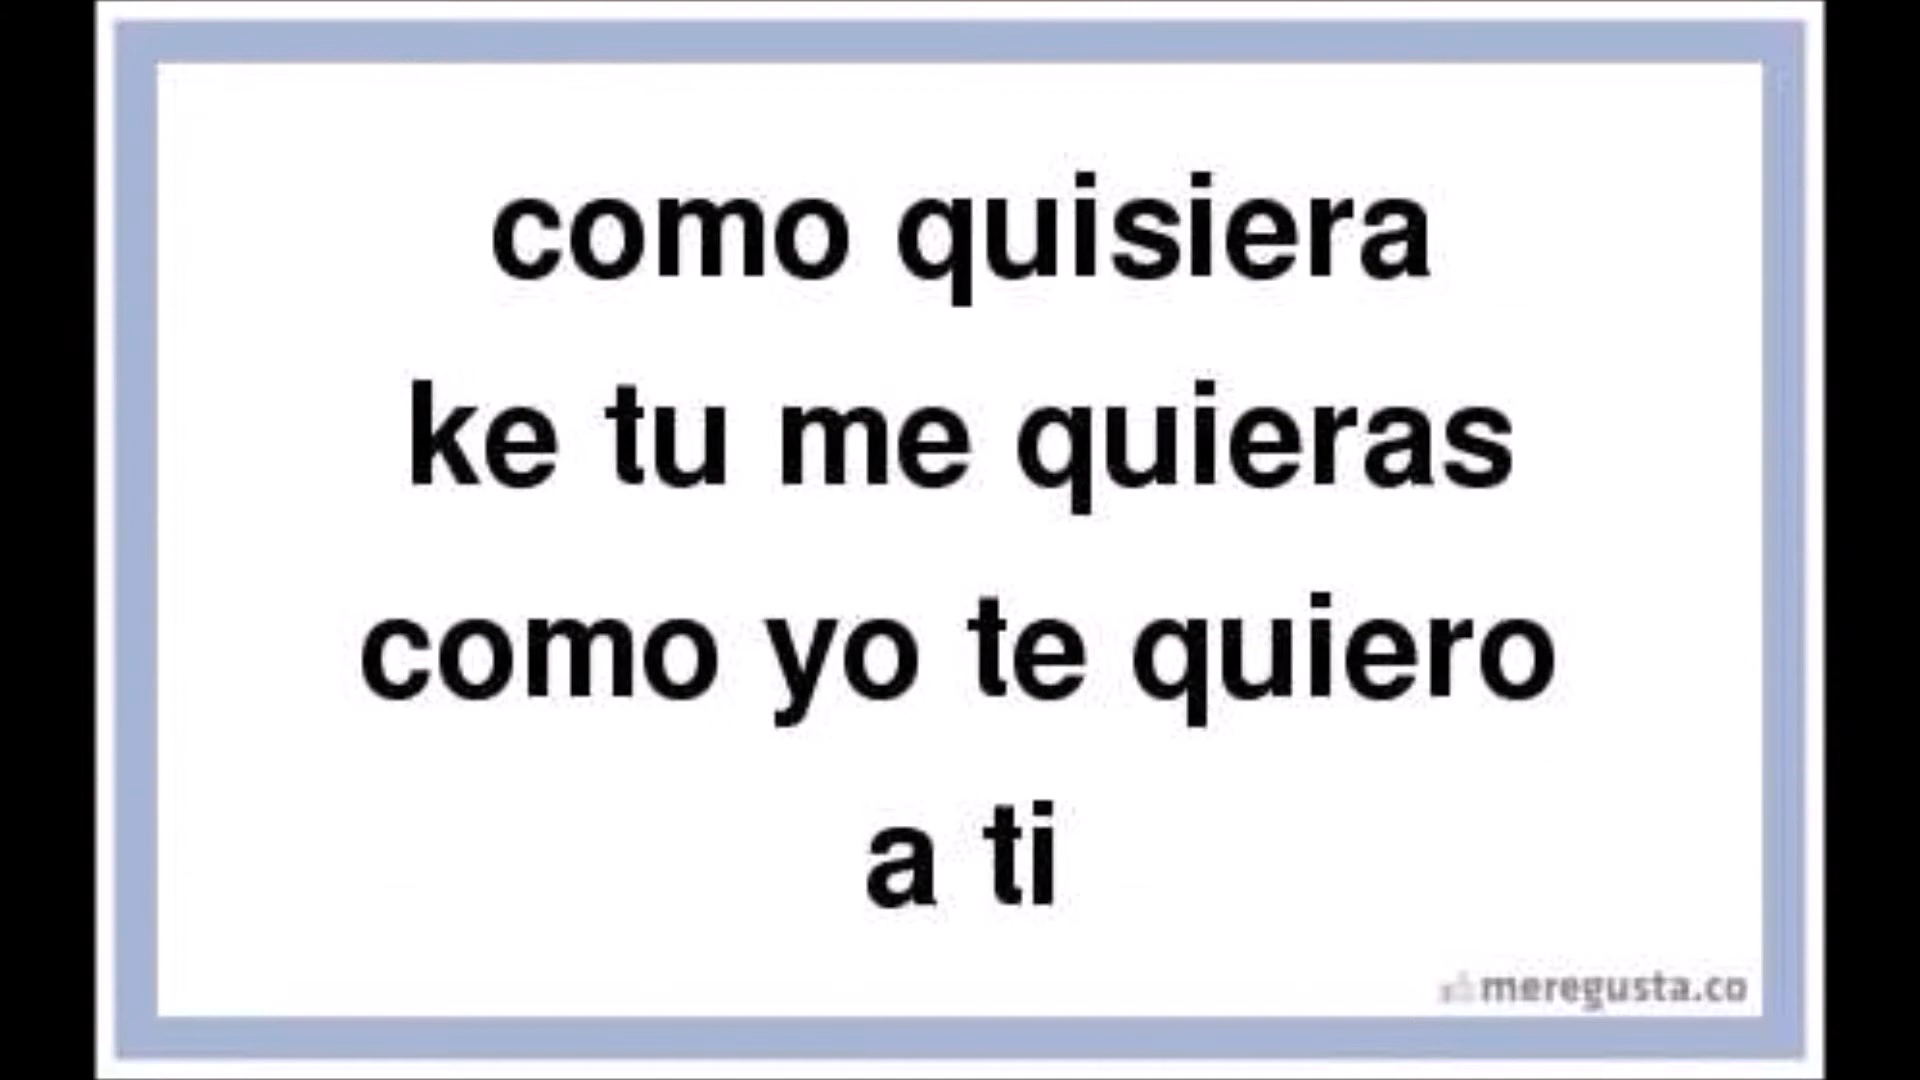 como quisiera
ke tu me quieras
como yo te quiero
a ti
meregusta.co